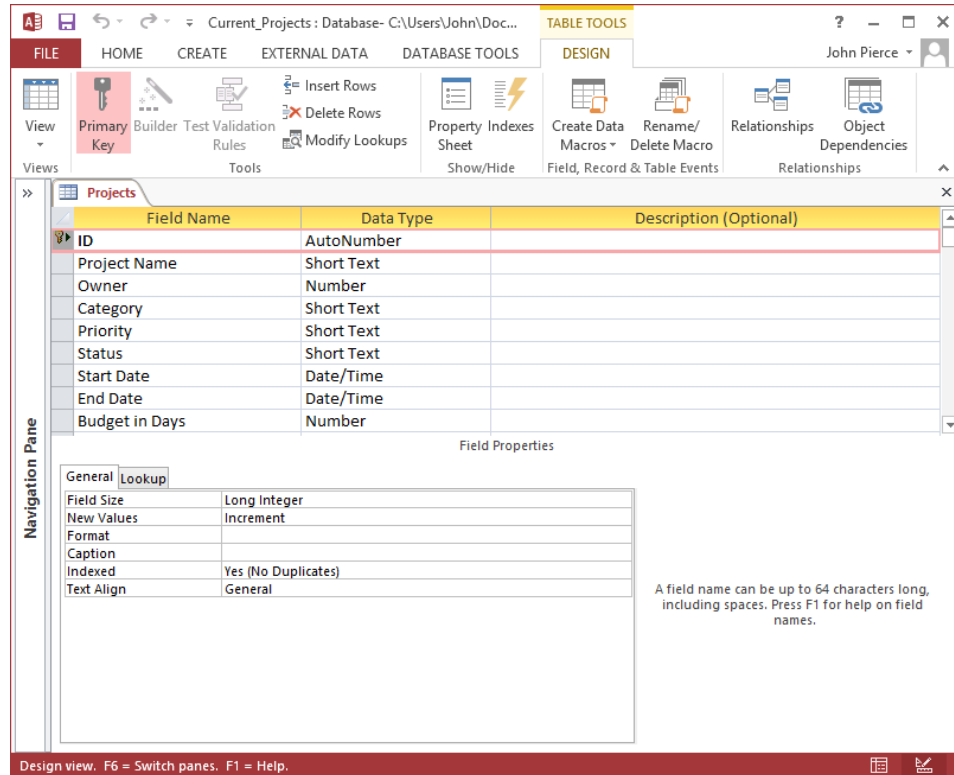 Current_Projects : Database- C:\Users\John\Doc... TABLE TOOLS ?
FILE HOME CREATE EXTERNAL DATA DATABASE TOOLS DESIGN John Pierce
View Primary Key Builder Test Validation Rules Insert Rows Delete Rows Modify Lookups Property Sheet Indexes Create Data Macros Rename/ Delete Macro Relationships Object Dependencies
Views Tools Show/Hide Field, Record & Table Events Relationships
Projects
Field Name Data Type Description (Optional)
ID AutoNumber
Project Name Short Text
Owner Number
Category Short Text
Priority Short Text
Status Short Text
Start Date Date/Time
End Date Date/Time
Budget in Days Number
Navigation Pane
Field Properties
General Lookup
Field Size Long Integer
New Values Increment
Format
Caption
Indexed Yes (No Duplicates)
Text Align General
A field name can be up to 64 characters long,
including spaces. Press F1 for help on field
names.
Design view. F6 = Switch panes. F1 = Help.